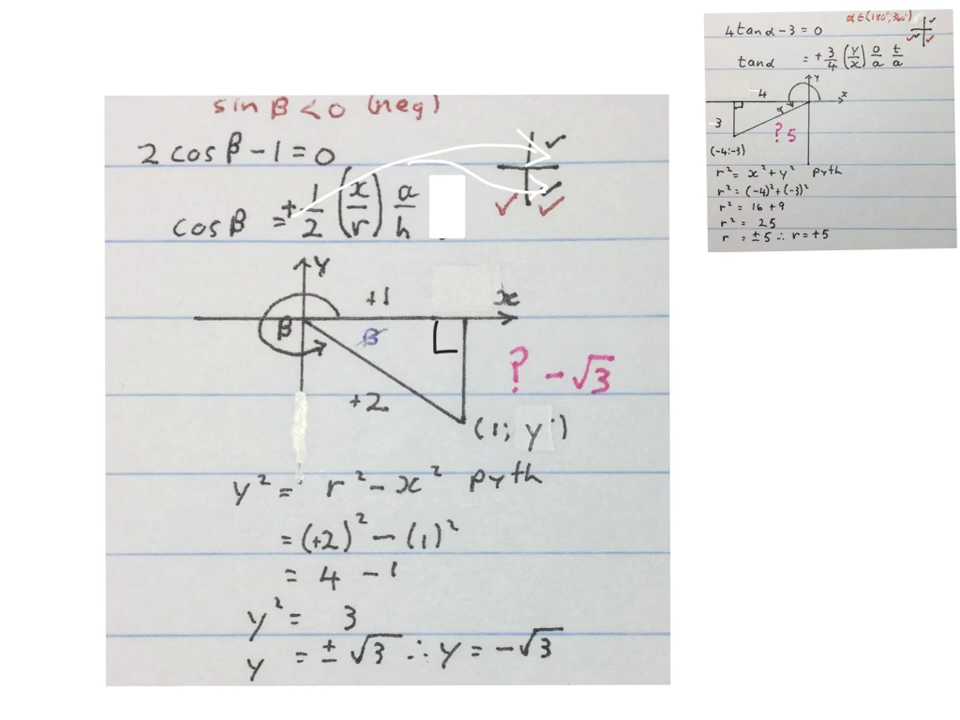 sin β < 0 (neg)
2 cos β - 1 = 0
cos β = + 1/2 (x/r) a/h
y
+1
x
β
β
? - √3
+2
(1; y)
y² = r² - x² pyth
= (+2)² - (1)²
= 4 - 1
y² = 3
y = ± √3 ∴ y = -√3
α ∈ (180°; 360°)
4 tan α - 3 = 0
tan α = + 3/4 (y/x) o/a t/a
y
4
x
α
3
? 5
(-4;-3)
r² = x² + y² pyth
r² = (-4)² + (-3)²
r² = 16 + 9
r² = 25
r = ± 5 ∴ r = +5